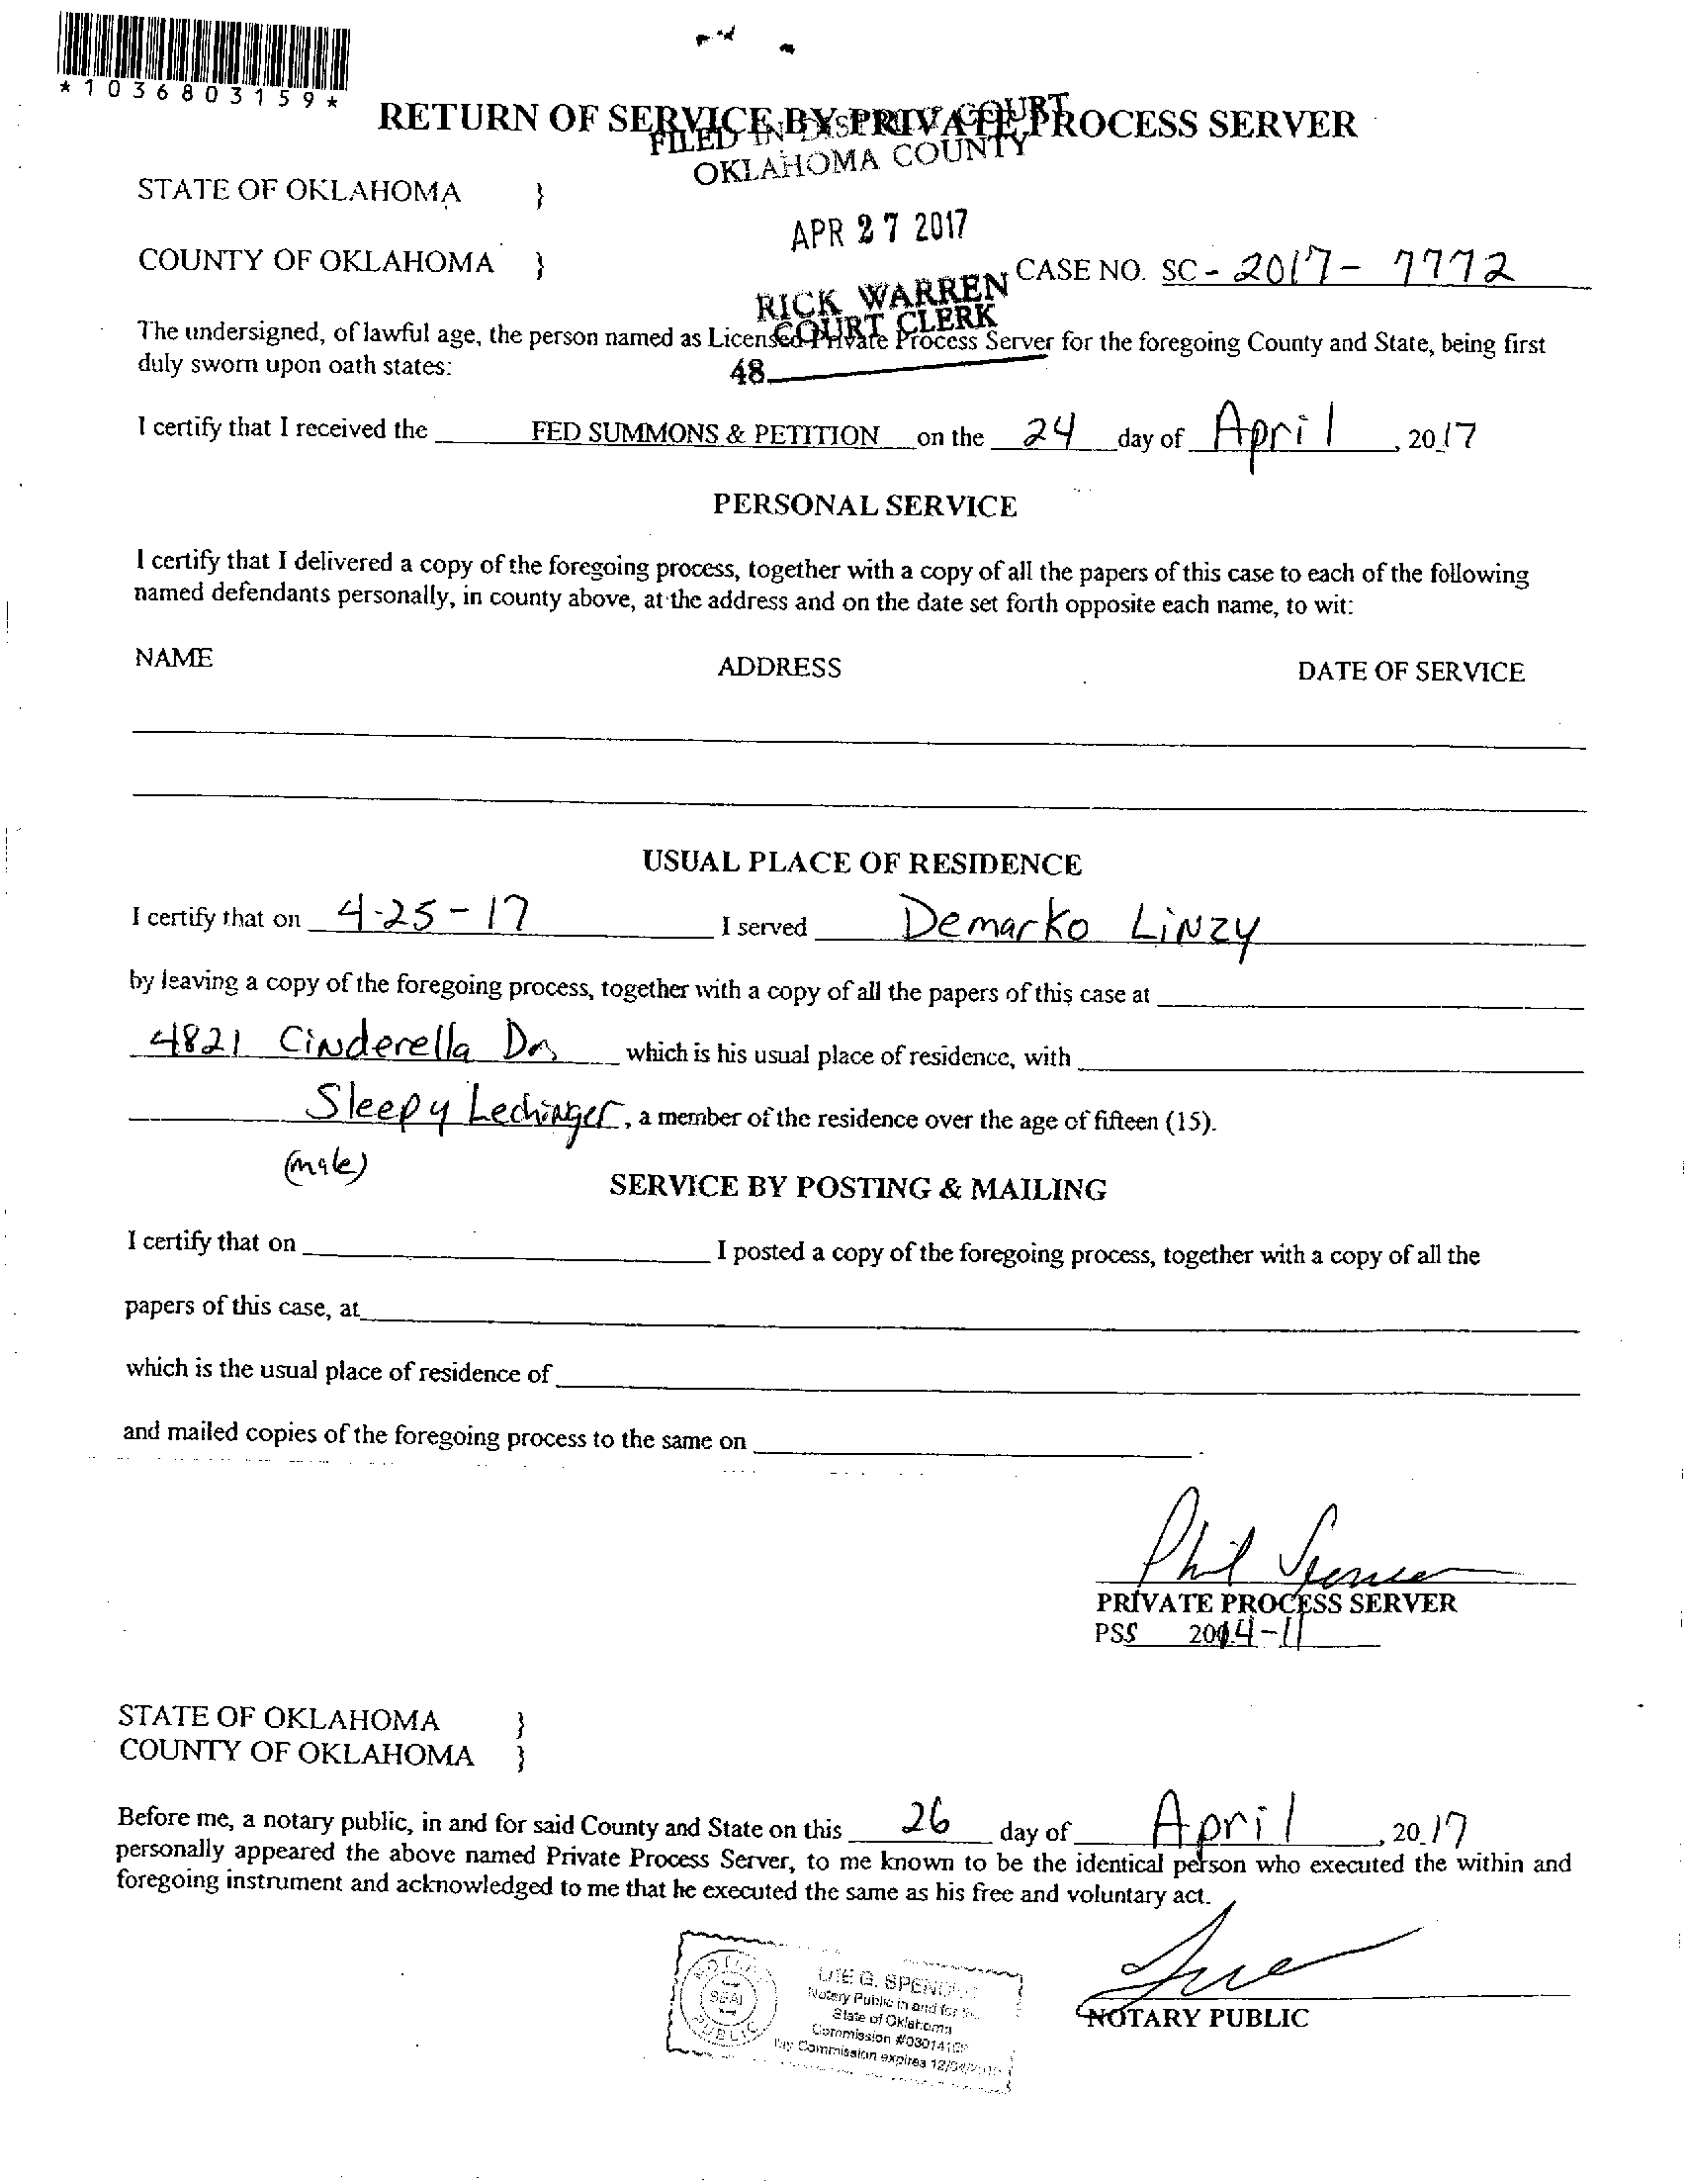 *1036803159*
RETURN OF SERVICE BY PRIVATE PROCESS SERVER
FILED IN DISTRICT COURT
OKLAHOMA COUNTY
STATE OF OKLAHOMA }
APR 27 2017
COUNTY OF OKLAHOMA }
CASE NO. SC - 2017 - 7772
RICK WARREN
COURT CLERK
The undersigned, of lawful age, the person named as Licensed Private Process Server for the foregoing County and State, being first
duly sworn upon oath states:
48
I certify that I received the FED SUMMONS & PETITION on the 24 day of April, 2017
PERSONAL SERVICE
I certify that I delivered a copy of the foregoing process, together with a copy of all the papers of this case to each of the following
named defendants personally, in county above, at the address and on the date set forth opposite each name, to wit:
NAME ADDRESS DATE OF SERVICE
USUAL PLACE OF RESIDENCE
I certify that on 4-25-17 I served Demarko Linzy
by leaving a copy of the foregoing process, together with a copy of all the papers of this case at
4821 Cinderella Dr. which is his usual place of residence, with
Sleepy Lechinger, a member of the residence over the age of fifteen (15).
(male)
SERVICE BY POSTING & MAILING
I certify that on I posted a copy of the foregoing process, together with a copy of all the
papers of this case, at
which is the usual place of residence of
and mailed copies of the foregoing process to the same on .
Phil Spencer
PRIVATE PROCESS SERVER
PSS 2014-11
STATE OF OKLAHOMA }
COUNTY OF OKLAHOMA }
Before me, a notary public, in and for said County and State on this 26 day of April, 2017
personally appeared the above named Private Process Server, to me known to be the identical person who executed the within and
foregoing instrument and acknowledged to me that he executed the same as his free and voluntary act.
NOTARY PUBLIC
SEAL
G.
Notary Public in and for
State of Oklahoma
Commission
My Commission expires
NOTARY PUBLIC